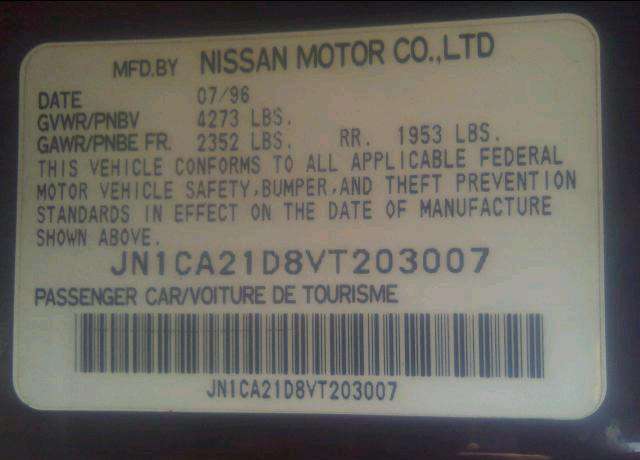 MFD.BY NISSAN MOTOR CO.,LTD
DATE 07/96
GVWR/PNBV 4273 LBS.
GAWR/PNBE FR. 2352 LBS. RR. 1953 LBS.
THIS VEHICLE CONFORMS TO ALL APPLICABLE FEDERAL
MOTOR VEHICLE SAFETY,BUMPER,AND THEFT PREVENTION
STANDARDS IN EFFECT ON THE DATE OF MANUFACTURE
SHOWN ABOVE.
JN1CA21D8VT203007
PASSENGER CAR/VOITURE DE TOURISME
JN1CA21D8VT203007